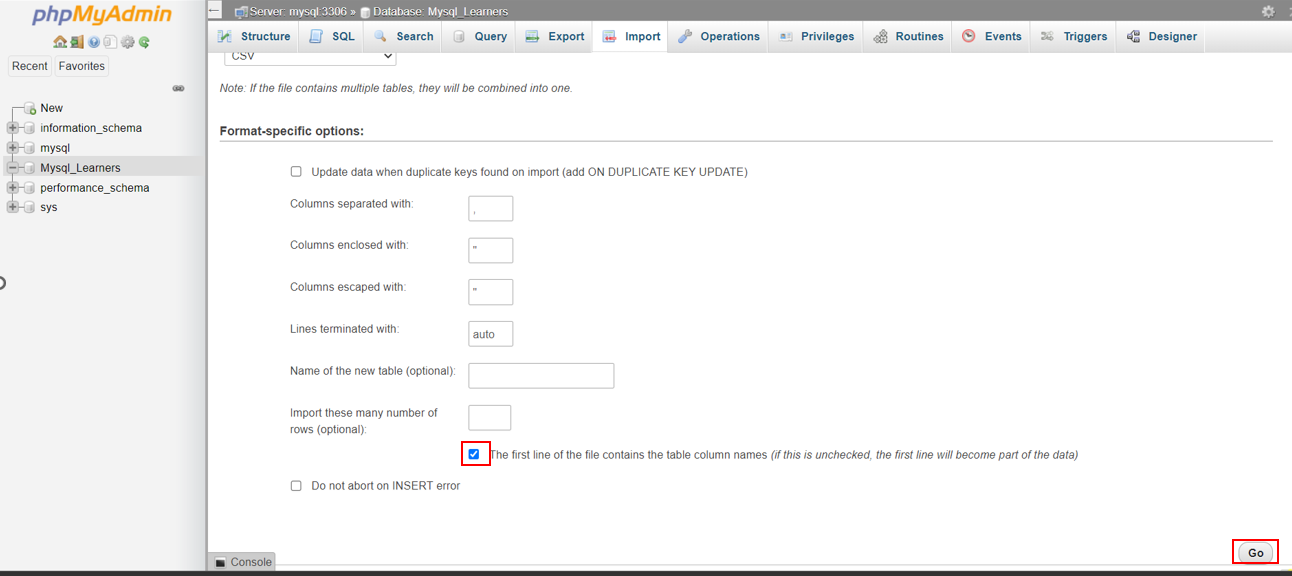 phpMyAdmin
Recent Favorites
New
information_schema
mysql
Mysql_Learners
performance_schema
sys
Server: mysql:3306 » Database: Mysql_Learners
Structure SQL Search Query Export Import Operations Privileges Routines Events Triggers Designer
CSV
Note: If the file contains multiple tables, they will be combined into one.
Format-specific options:
Update data when duplicate keys found on import (add ON DUPLICATE KEY UPDATE)
Columns separated with: ,
Columns enclosed with: "
Columns escaped with: "
Lines terminated with: auto
Name of the new table (optional):
Import these many number of
rows (optional):
The first line of the file contains the table column names (if this is unchecked, the first line will become part of the data)
Do not abort on INSERT error
Go
Console